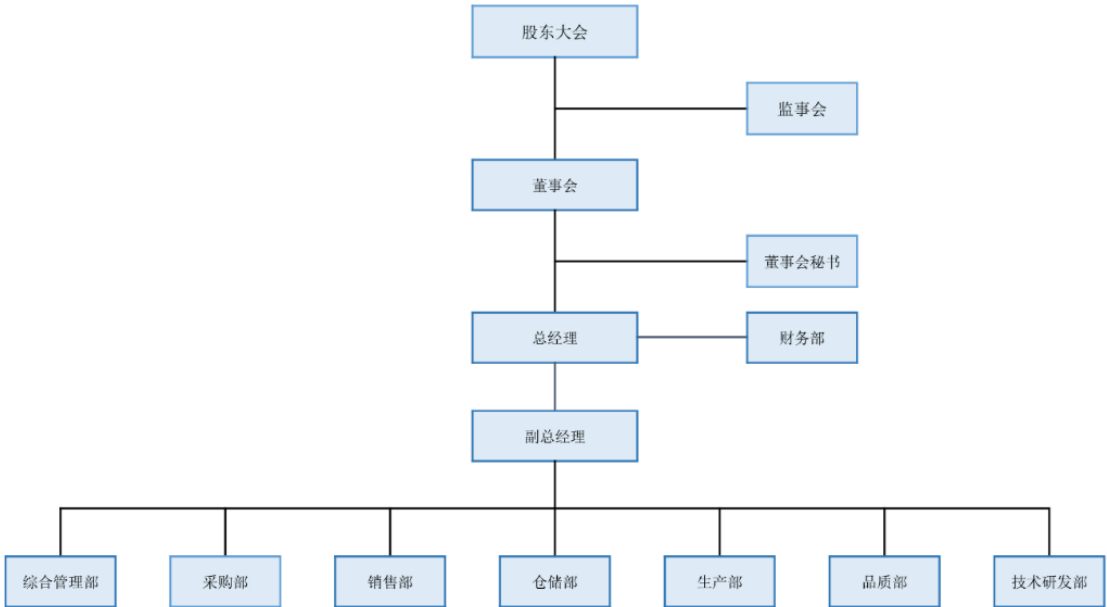 股东大会
监事会
董事会
董事会秘书
总经理
财务部
副总经理
综合管理部
采购部
销售部
仓储部
生产部
品质部
技术研发部